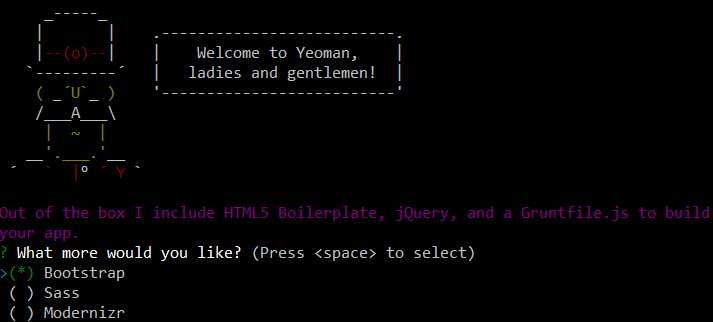 Welcome to Yeoman,
ladies and gentlemen!
Out of the box I include HTML5 Boilerplate, jQuery, and a Gruntfile.js to build
your app.
? What more would you like? (Press <space> to select)
>(*) Bootstrap
( ) Sass
( ) Modernizr